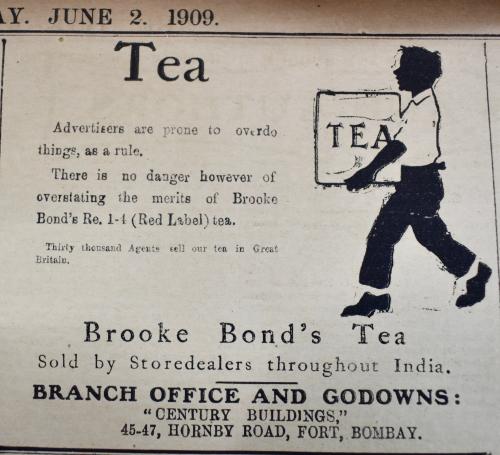 AY. JUNE 2. 1909.
Tea
Advertisers are prone to overdo
things, as a rule.
There is no danger however of
overstating the merits of Brooke
Bond's Re. 1-4 (Red Label) tea.
Thirty thousand Agents sell our tea in Great
Britain.
TEA
Brooke Bond's Tea
Sold by Storedealers throughout India.
BRANCH OFFICE AND GODOWNS:
"CENTURY BUILDINGS,"
45-47, HORNBY ROAD, FORT, BOMBAY.